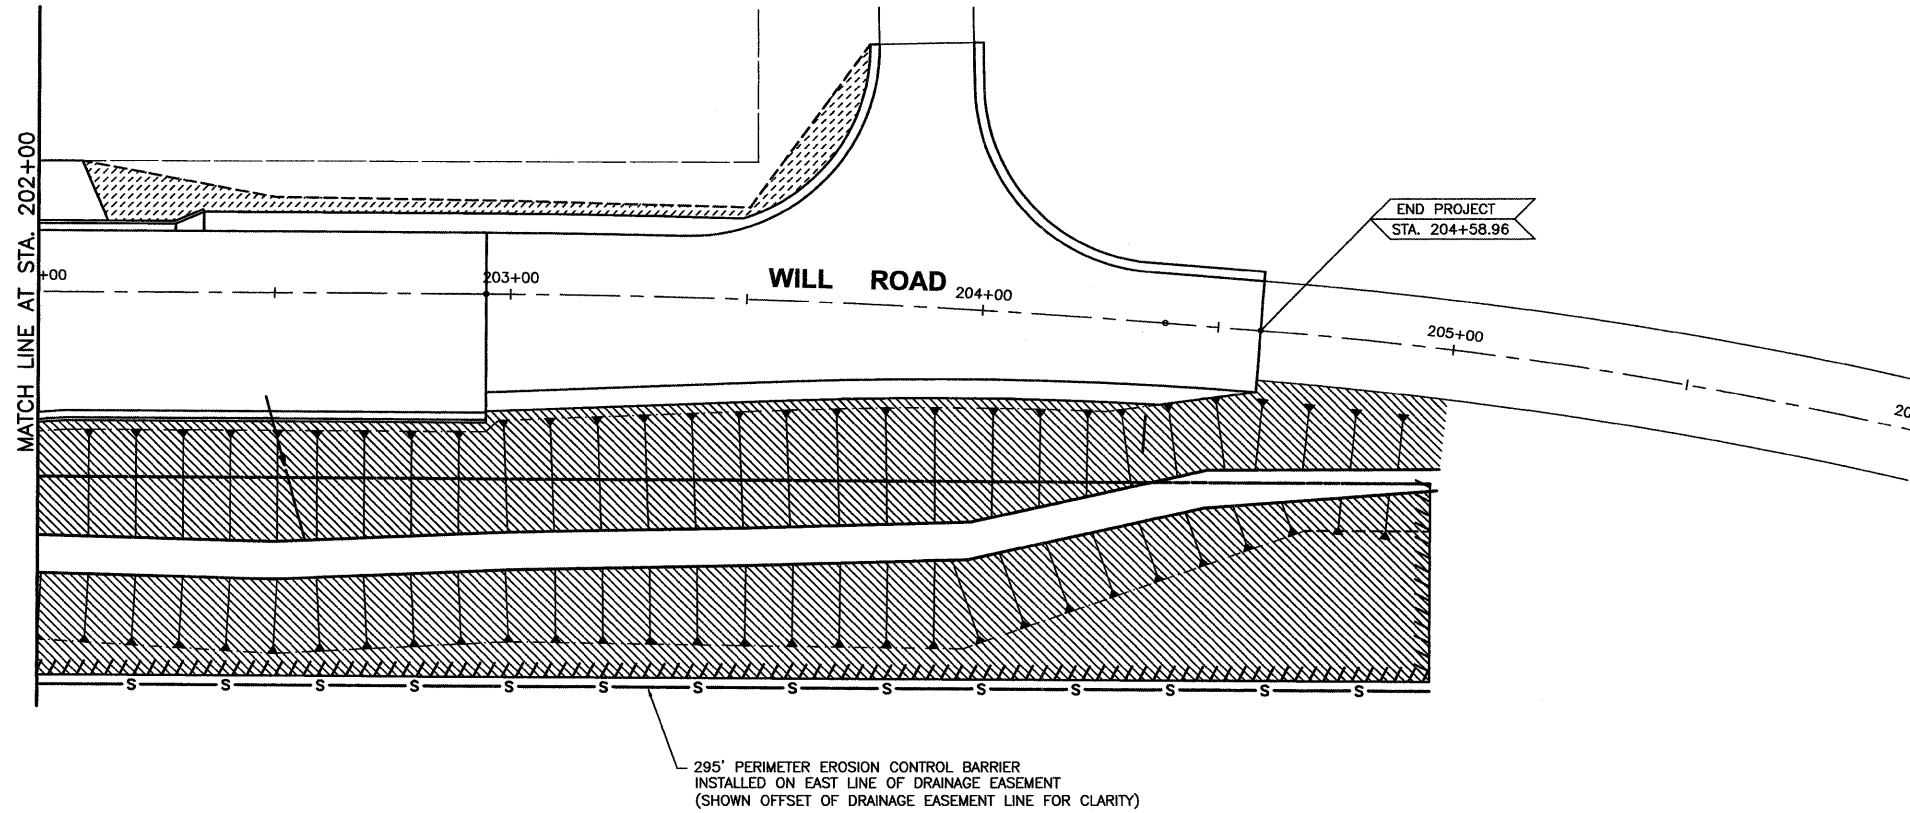 MATCH LINE AT STA. 202+00
+00
203+00
WILL ROAD
204+00
END PROJECT
STA. 204+58.96
205+00
20
S S S S S S S S S S S S S S
295' PERIMETER EROSION CONTROL BARRIER
INSTALLED ON EAST LINE OF DRAINAGE EASEMENT
(SHOWN OFFSET OF DRAINAGE EASEMENT LINE FOR CLARITY)